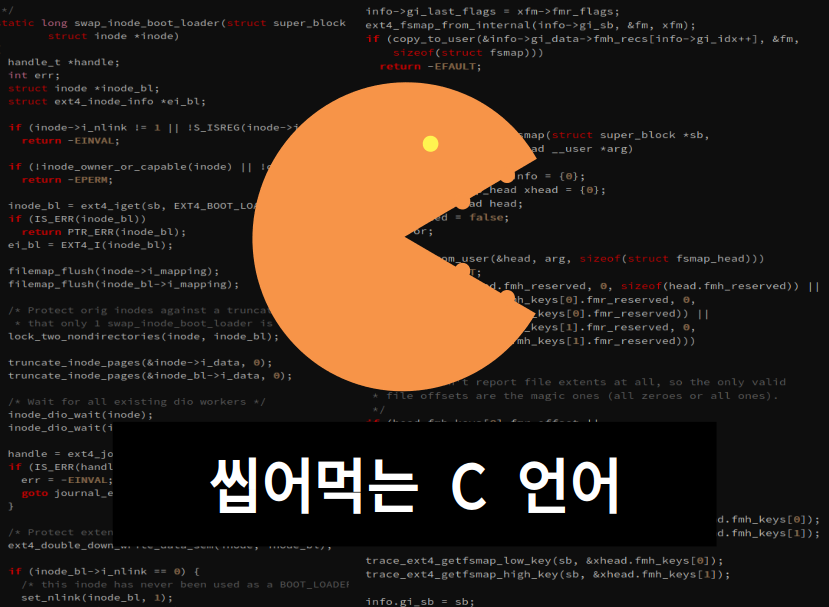 */
static long swap_inode_boot_loader(struct super_block
struct inode *inode)
handle_t *handle;
int err;
struct inode *inode_bl;
struct ext4_inode_info *ei_bl;
if (inode->i_nlink != 1 || !S_ISREG(inode->i
return -EINVAL;
if (!inode_owner_or_capable(inode) ||
return -EPERM;
inode_bl = ext4_iget(sb, EXT4_BOOT_LOA
if (IS_ERR(inode_bl))
return PTR_ERR(inode_bl);
ei_bl = EXT4_I(inode_bl);
filemap_flush(inode->i_mapping);
filemap_flush(inode_bl->i_mapping);
/* Protect orig inodes against a truncat
* that only 1 swap_inode_boot_loader is
lock_two_nondirectories(inode, inode_bl);
truncate_inode_pages(&inode->i_data, 0);
truncate_inode_pages(&inode_bl->i_data, 0);
/* Wait for all existing dio workers */
inode_dio_wait(inode);
inode_dio_wait(i
handle = ext4_jo
if (IS_ERR(handl
err = -EINVAL;
goto journal_e
}
/* Protect exten
ext4_double_down_write_data_sem(inode, inode_bl);
if (inode_bl->i_nlink == 0) {
/* this inode has never been used as a BOOT_LOADER
set_nlink(inode_bl, 1);
info->gi_last_flags = xfm->fmr_flags;
ext4_fsmap_from_internal(info->gi_sb, &fm, xfm);
if (copy_to_user(&info->gi_data->fmh_recs[info->gi_idx++], &fm,
sizeof(struct fsmap)))
return -EFAULT;
smap(struct super_block *sb,
ad __user *arg)
nfo = {0};
_head xhead = {0};
ad head;
ed = false;
or;
om_user(&head, arg, sizeof(struct fsmap_head)))
T;
d.fmh_reserved, 0, sizeof(head.fmh_reserved)) ||
h_keys[0].fmr_reserved, 0,
_keys[0].fmr_reserved)) ||
_keys[1].fmr_reserved, 0,
mh_keys[1].fmr_reserved)))
't report file extents at all, so the only valid
* file offsets are the magic ones (all zeroes or all ones).
*/
씹어먹는 C 언어
d.fmh_keys[0]);
d.fmh_keys[1]);
trace_ext4_getfsmap_low_key(sb, &xhead.fmh_keys[0]);
trace_ext4_getfsmap_high_key(sb, &xhead.fmh_keys[1]);
info.gi_sb = sb;